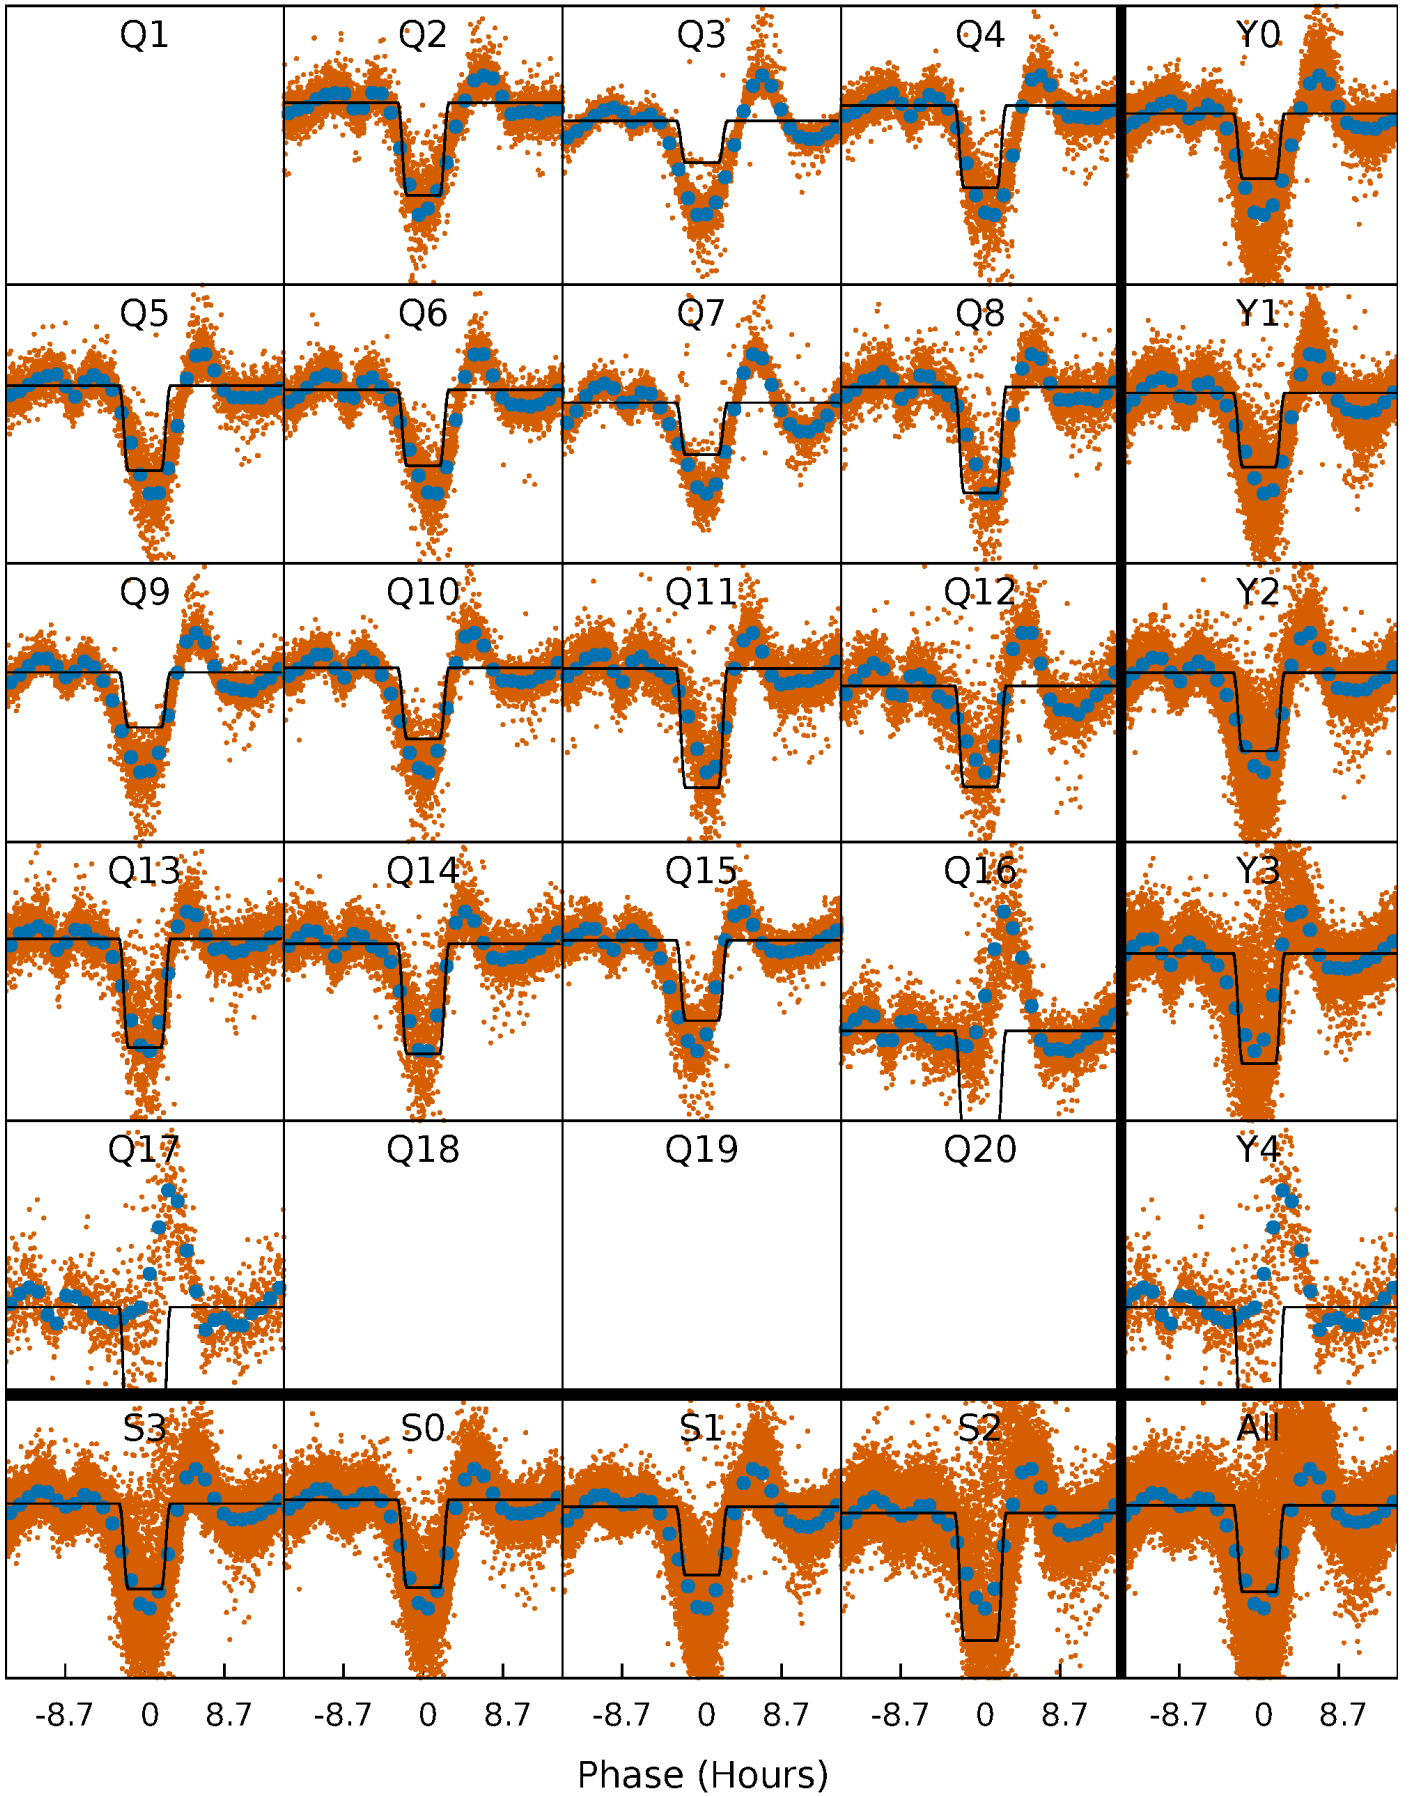 Q1 Q2 Q3 Q4 Y0
Q5 Q6 Q7 Q8 Y1
Q9 Q10 Q11 Q12 Y2
Q13 Q14 Q15 Q16 Y3
Q17 Q18 Q19 Q20 Y4
S3 S0 S1 S2 All
-8.7 0 8.7 -8.7 0 8.7 -8.7 0 8.7 -8.7 0 8.7 -8.7 0 8.7
Phase (Hours)